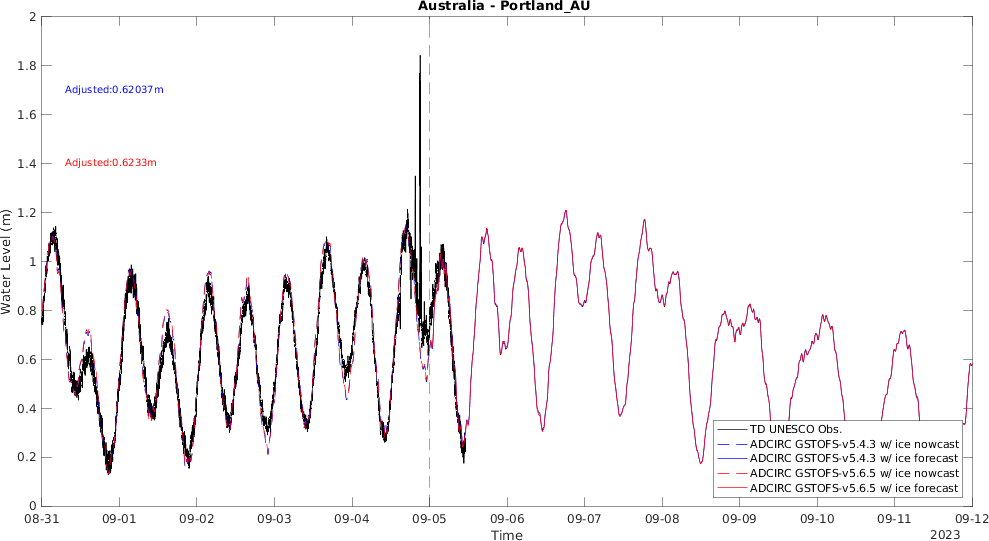 Australia - Portland_AU
2
1.8
Adjusted:0.62037m
1.6
1.4
Adjusted:0.6233m
1.2
1
0.8
0.6
0.4
0.2
0
Water Level (m)
TD UNESCO Obs.
ADCIRC GSTOFS-v5.4.3 w/ ice nowcast
ADCIRC GSTOFS-v5.4.3 w/ ice forecast
ADCIRC GSTOFS-v5.6.5 w/ ice nowcast
ADCIRC GSTOFS-v5.6.5 w/ ice forecast
08-31 09-01 09-02 09-03 09-04 09-05 09-06 09-07 09-08 09-09 09-10 09-11 09-12
Time
2023